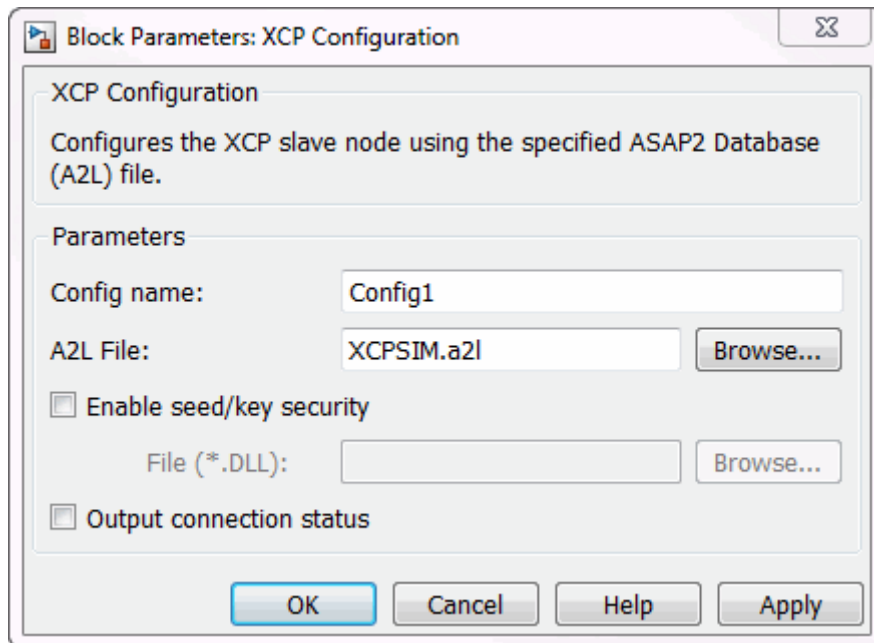 Block Parameters: XCP Configuration
XCP Configuration
Configures the XCP slave node using the specified ASAP2 Database
(A2L) file.
Parameters
Config name: Config1
A2L File: XCPSIM.a2l Browse...
Enable seed/key security
File (*.DLL): Browse...
Output connection status
OK Cancel Help Apply